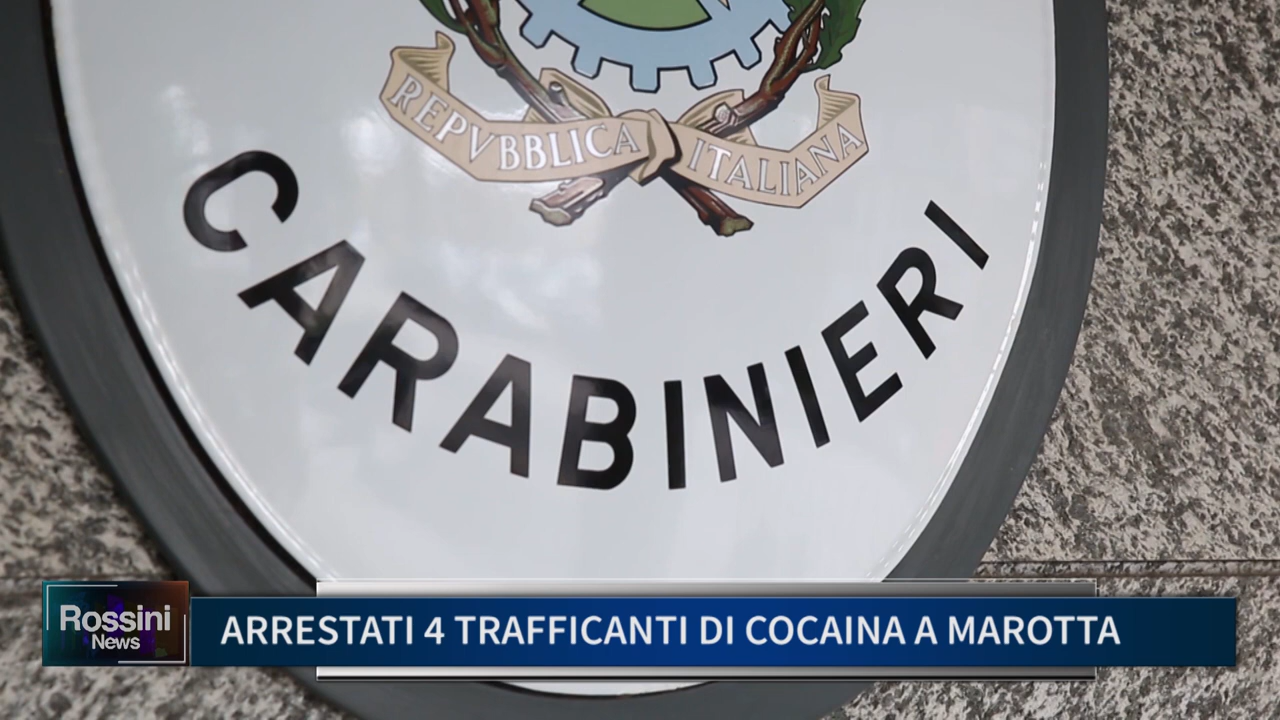 REPVBBLICA ITALIANA
CARABINIERI
Rossini
News
ARRESTATI 4 TRAFFICANTI DI COCAINA A MAROTTA